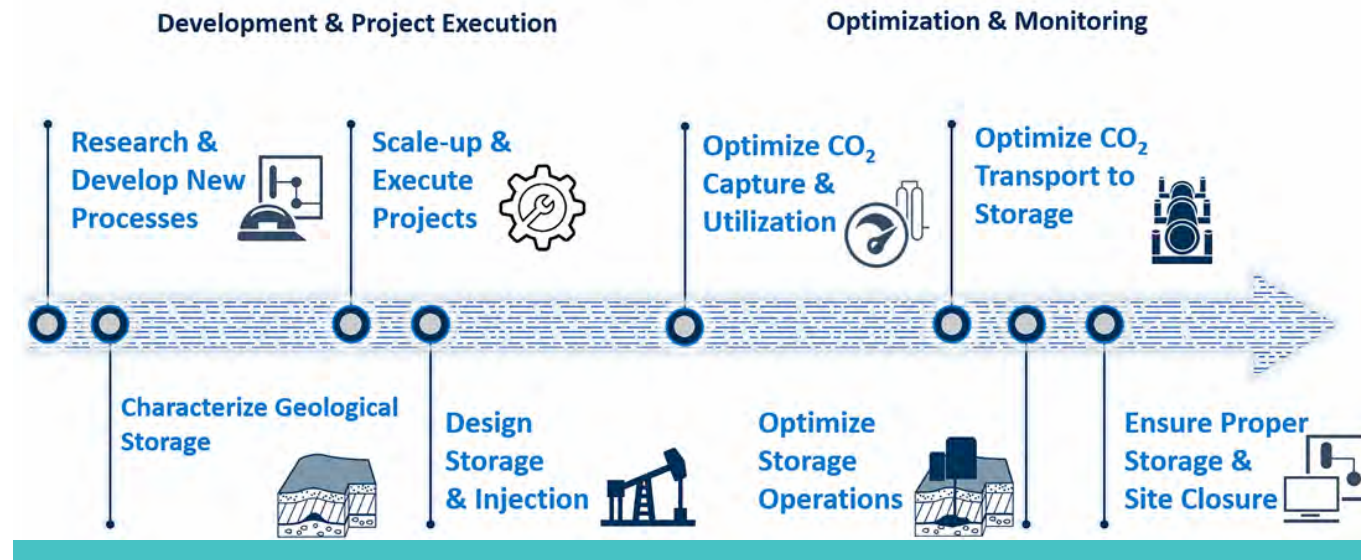 Development & Project Execution
Optimization & Monitoring
Research &
Develop New
Processes
Scale-up &
Execute
Projects
Optimize CO₂
Capture &
Utilization
Optimize CO₂
Transport to
Storage
Characterize Geological
Storage
Design
Storage
& Injection
Optimize
Storage
Operations
Ensure Proper
Storage &
Site Closure